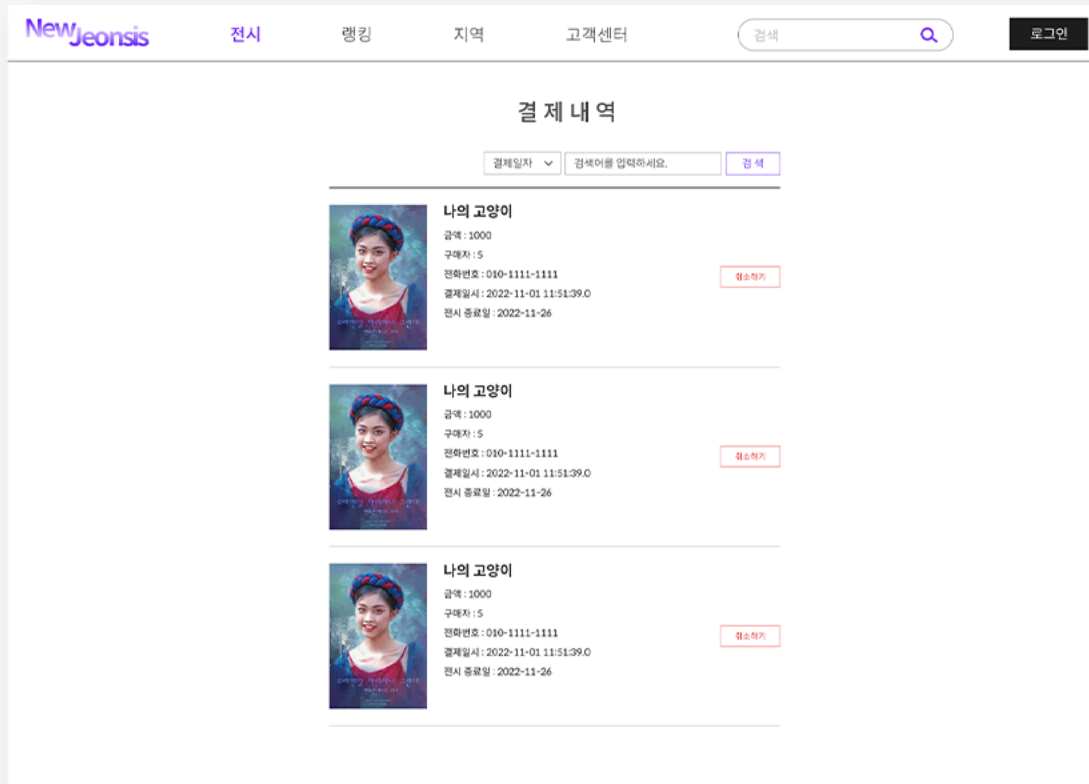 NewJeonsis
전시
랭킹
지역
고객센터
검색
로그인
결제내역
결제일자
검색어를 입력하세요.
검색
나의 고양이
금액 : 1000
구매자 : 5
전화번호 : 010-1111-1111
결제일시 : 2022-11-01 11:51:39.0
전시 종료일 : 2022-11-26
취소하기
나의 고양이
금액 : 1000
구매자 : 5
전화번호 : 010-1111-1111
결제일시 : 2022-11-01 11:51:39.0
전시 종료일 : 2022-11-26
취소하기
나의 고양이
금액 : 1000
구매자 : 5
전화번호 : 010-1111-1111
결제일시 : 2022-11-01 11:51:39.0
전시 종료일 : 2022-11-26
취소하기